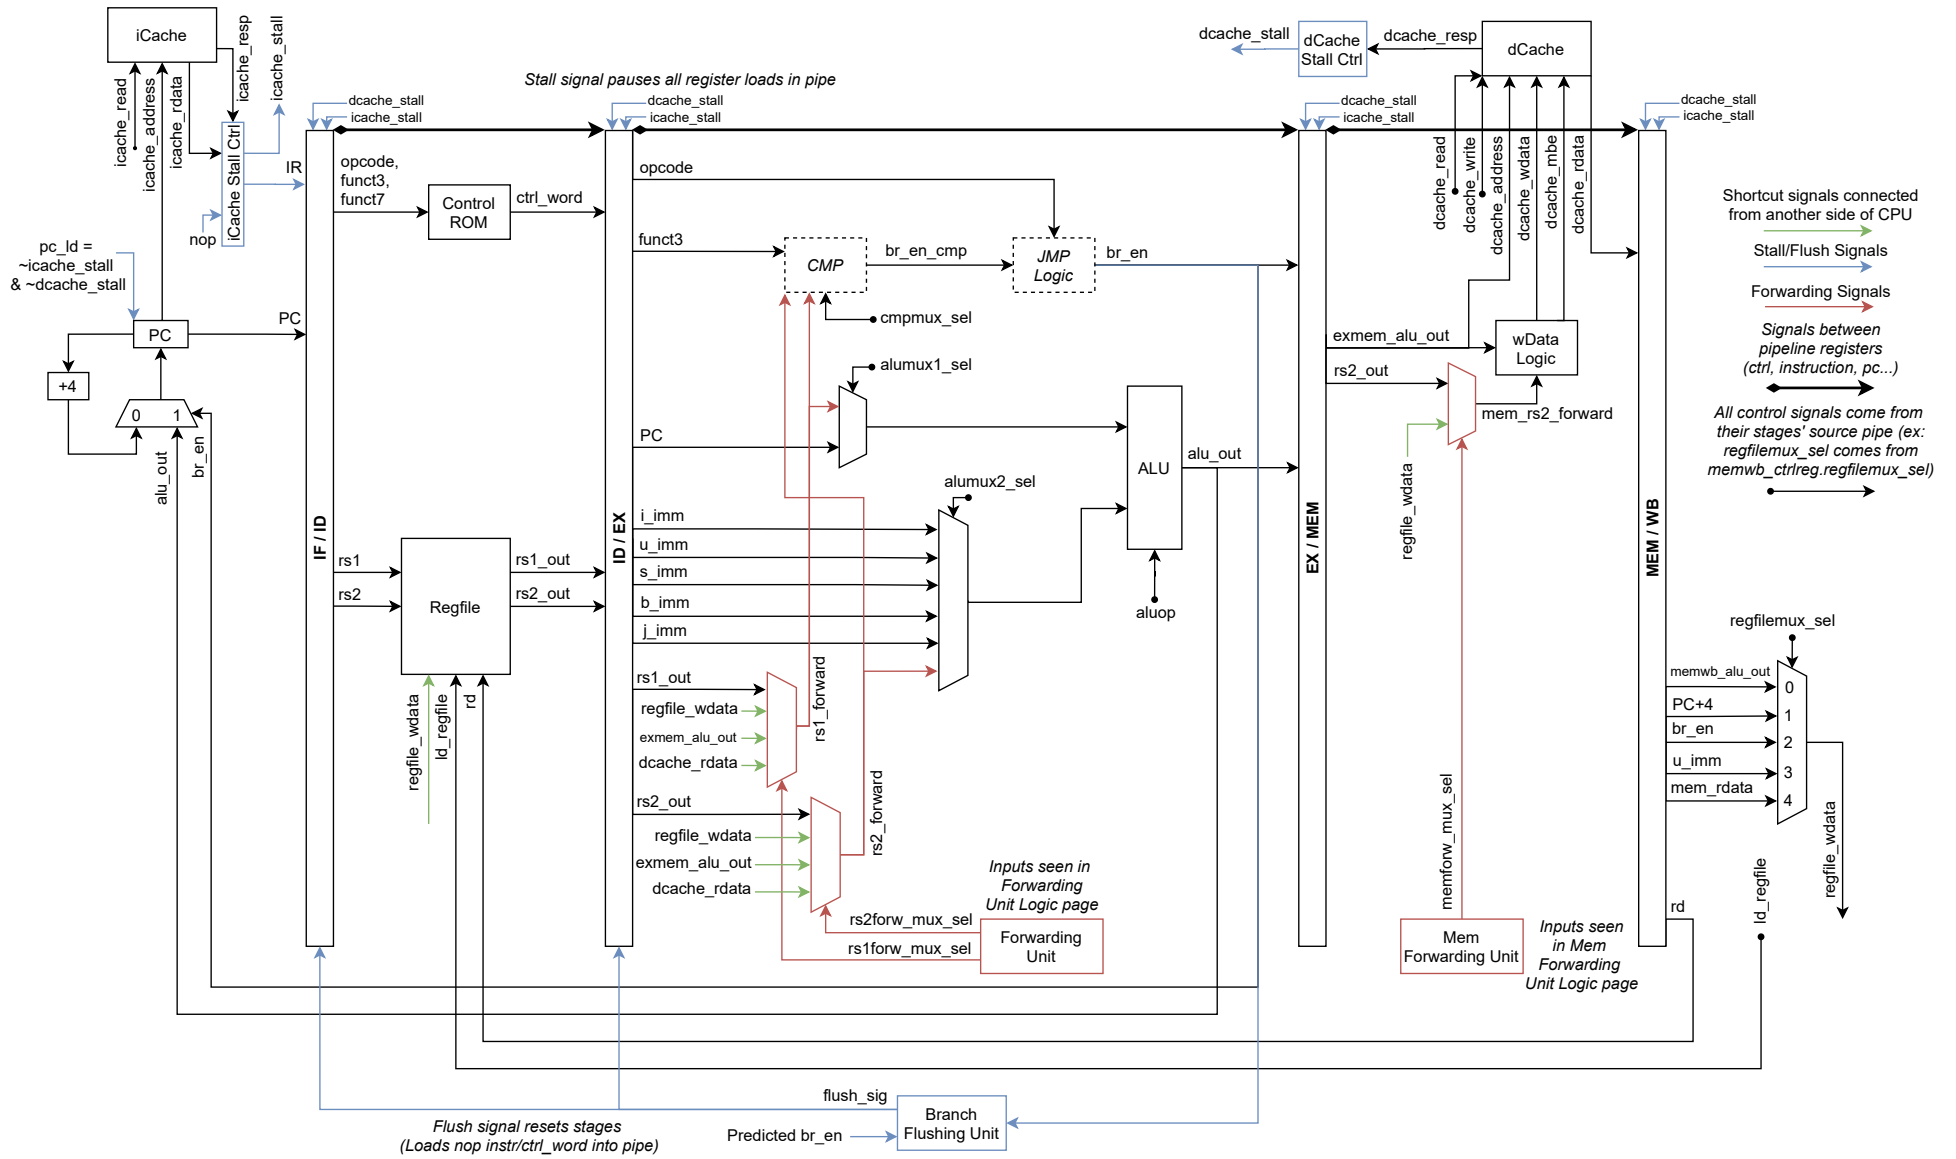 iCache
icache_read
icache_address
icache_rdata
icache_resp
icache_stall
iCache Stall Ctrl
IR
nop
pc_ld =
~icache_stall
& ~dcache_stall
PC
PC
+4
0
1
alu_out
br_en
Stall signal pauses all register loads in pipe
dcache_stall
icache_stall
IF / ID
opcode,
funct3,
funct7
Control
ROM
ctrl_word
rs1
rs2
Regfile
rs1_out
rs2_out
regfile_wdata
ld_regfile
rd
dcache_stall
icache_stall
ID / EX
opcode
funct3
CMP
br_en_cmp
JMP
Logic
br_en
cmpmux_sel
alumux1_sel
PC
ALU
alu_out
aluop
alumux2_sel
i_imm
u_imm
s_imm
b_imm
j_imm
rs1_out
regfile_wdata
exmem_alu_out
dcache_rdata
rs1_forward
rs2_out
regfile_wdata
exmem_alu_out
dcache_rdata
rs2_forward
Inputs seen in
Forwarding
Unit Logic page
rs2forw_mux_sel
rs1forw_mux_sel
Forwarding
Unit
dcache_stall
dCache
Stall Ctrl
dcache_resp
dCache
dcache_stall
icache_stall
EX / MEM
dcache_read
dcache_write
dcache_address
dcache_wdata
dcache_mbe
dcache_rdata
exmem_alu_out
wData
Logic
rs2_out
mem_rs2_forward
regfile_wdata
memforw_mux_sel
Mem
Forwarding Unit
Inputs seen
in Mem
Forwarding
Unit Logic page
dcache_stall
icache_stall
MEM / WB
Shortcut signals connected
from another side of CPU
Stall/Flush Signals
Forwarding Signals
Signals between
pipeline registers
(ctrl, instruction, pc...)
All control signals come from
their stages' source pipe (ex:
regfilemux_sel comes from
memwb_ctrlreg.regfilemux_sel)
regfilemux_sel
memwb_alu_out
0
PC+4
1
br_en
2
u_imm
3
mem_rdata
4
regfile_wdata
ld_regfile
rd
flush_sig
Flush signal resets stages
(Loads nop instr/ctrl_word into pipe)
Predicted br_en
Branch
Flushing Unit